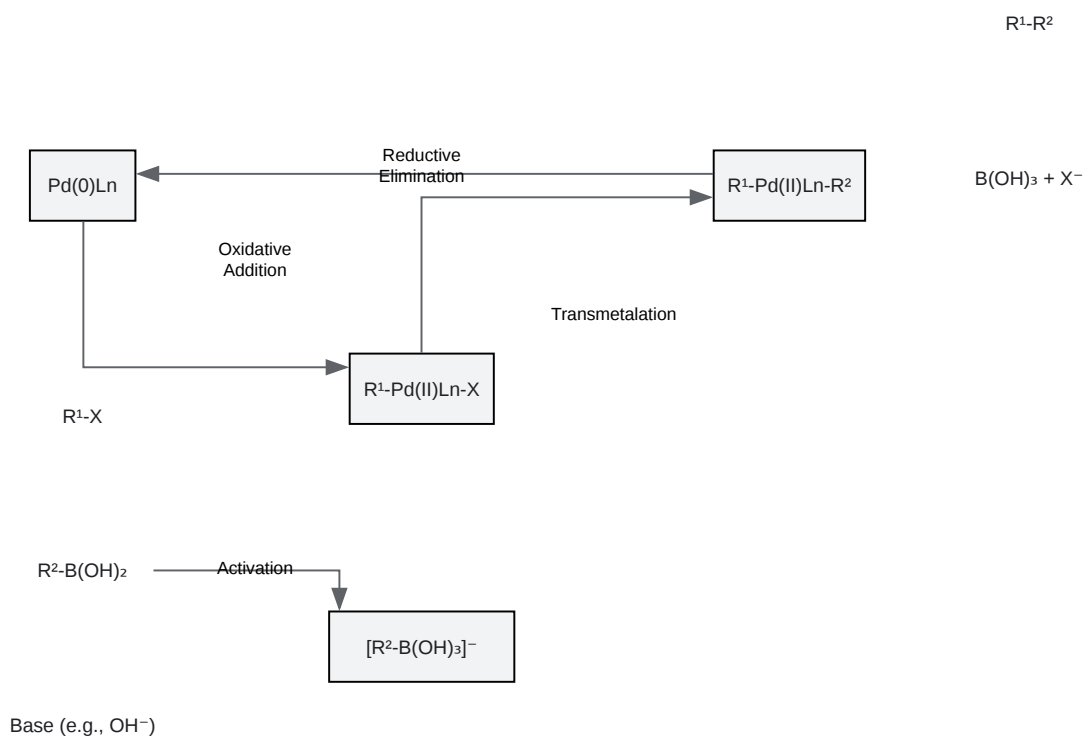 R¹-R²
Reductive
Elimination
Pd(0)Ln
R¹-Pd(II)Ln-R²
B(OH)₃ + X⁻
Oxidative
Addition
Transmetalation
R¹-Pd(II)Ln-X
R¹-X
R²-B(OH)₂
Activation
[R²-B(OH)₃]⁻
Base (e.g., OH⁻)